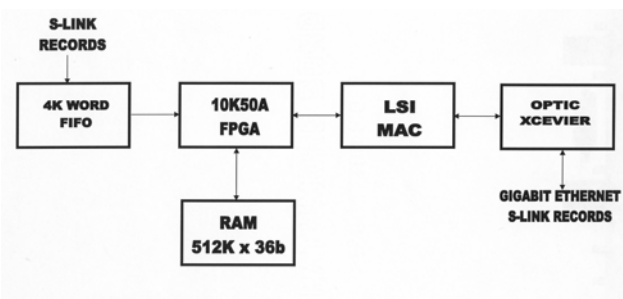 S-LINK
RECORDS
4K WORD
FIFO
10K50A
FPGA
LSI
MAC
OPTIC
XCEVIER
RAM
512K x 36b
GIGABIT ETHERNET
S-LINK RECORDS